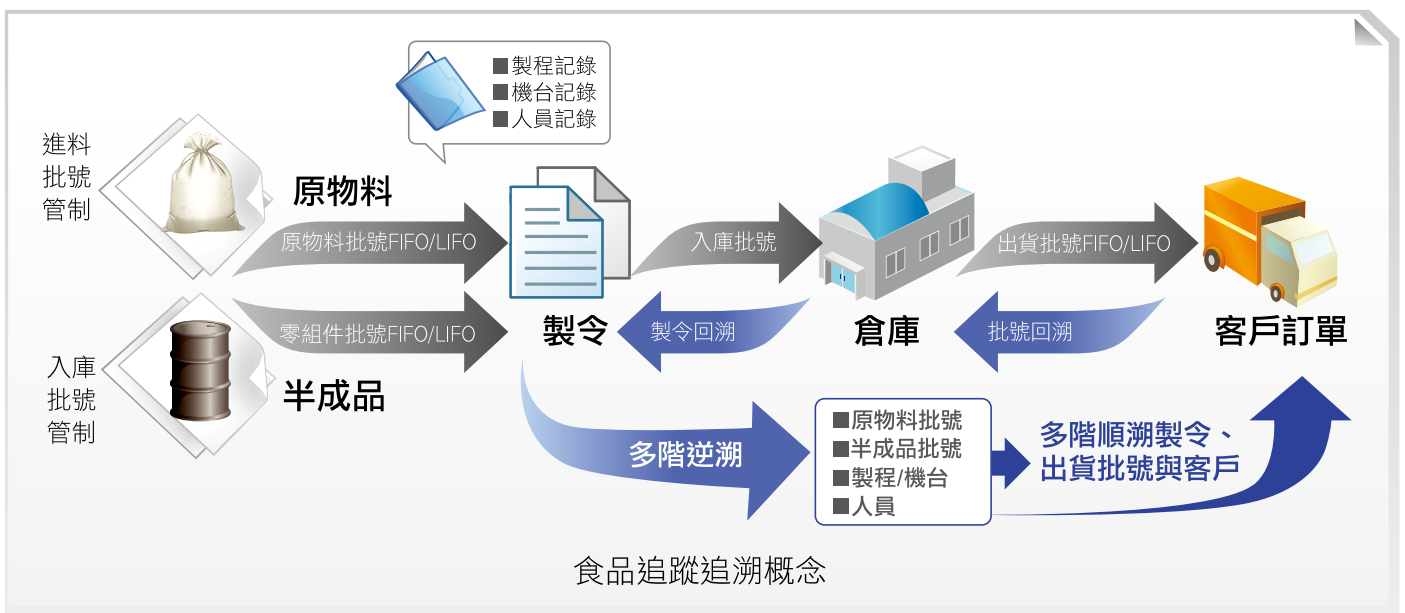 ■製程記錄
■機台記錄
■人員記錄
進料
批號
管制
原物料
原物料批號FIFO/LIFO
入庫批號
出貨批號FIFO/LIFO
入庫
批號
管制
零組件批號FIFO/LIFO
半成品
製令
製令回溯
倉庫
批號回溯
客戶訂單
多階逆溯
■原物料批號
■半成品批號
■製程/機台
■人員
多階順溯製令、
出貨批號與客戶
食品追蹤追溯概念